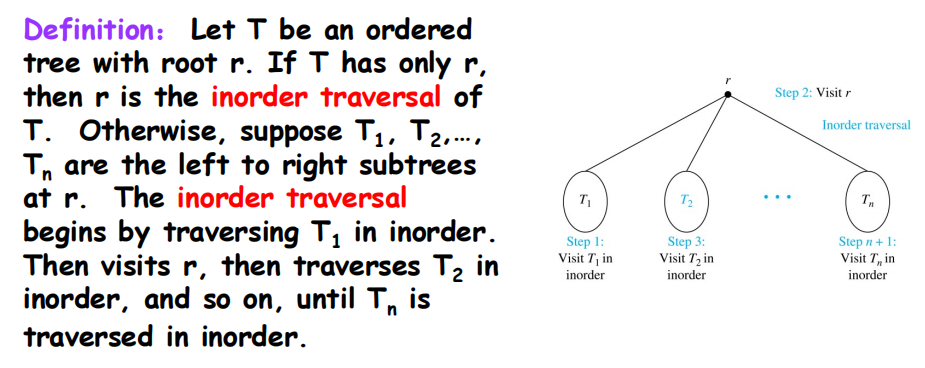 Definition: Let T be an ordered
tree with root r. If T has only r,
then r is the inorder traversal of
T. Otherwise, suppose T₁, T₂,…,
Tₙ are the left to right subtrees
at r. The inorder traversal
begins by traversing T₁ in inorder.
Then visits r, then traverses T₂ in
inorder, and so on, until Tₙ is
traversed in inorder.
r
Step 2: Visit r
Inorder traversal
T₁
T₂
• • •
Tₙ
Step 1:
Visit T₁ in
inorder
Step 3:
Visit T₂ in
inorder
Step n + 1:
Visit Tₙ in
inorder